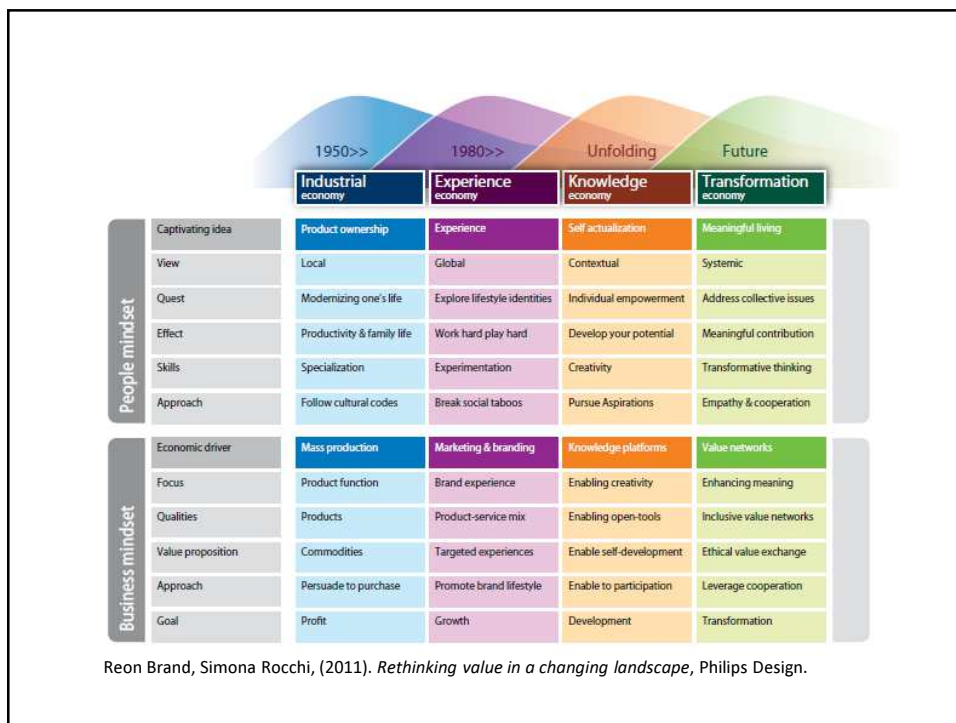 1950>> 1980>> Unfolding Future
Industrial Experience Knowledge Transformation
economy economy economy economy
People mindset
Captivating idea Product ownership Experience Self actualization Meaningful living
View Local Global Contextual Systemic
Quest Modernizing one's life Explore lifestyle identities Individual empowerment Address collective issues
Effect Productivity & family life Work hard play hard Develop your potential Meaningful contribution
Skills Specialization Experimentation Creativity Transformative thinking
Approach Follow cultural codes Break social taboos Pursue Aspirations Empathy & cooperation
Business mindset
Economic driver Mass production Marketing & branding Knowledge platforms Value networks
Focus Product function Brand experience Enabling creativity Enhancing meaning
Qualities Products Product-service mix Enabling open-tools Inclusive value networks
Value proposition Commodities Targeted experiences Enable self-development Ethical value exchange
Approach Persuade to purchase Promote brand lifestyle Enable to participation Leverage cooperation
Goal Profit Growth Development Transformation
Reon Brand, Simona Rocchi, (2011). Rethinking value in a changing landscape, Philips Design.